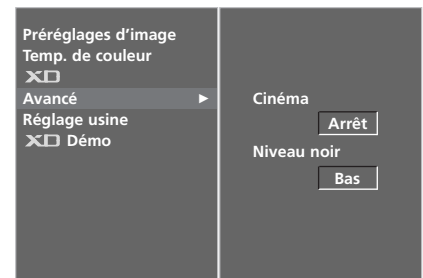 Préréglages d’image
Temp. de couleur
XD
Avancé ►
Réglage usine
XD Démo
Cinéma
Arrêt
Niveau noir
Bas